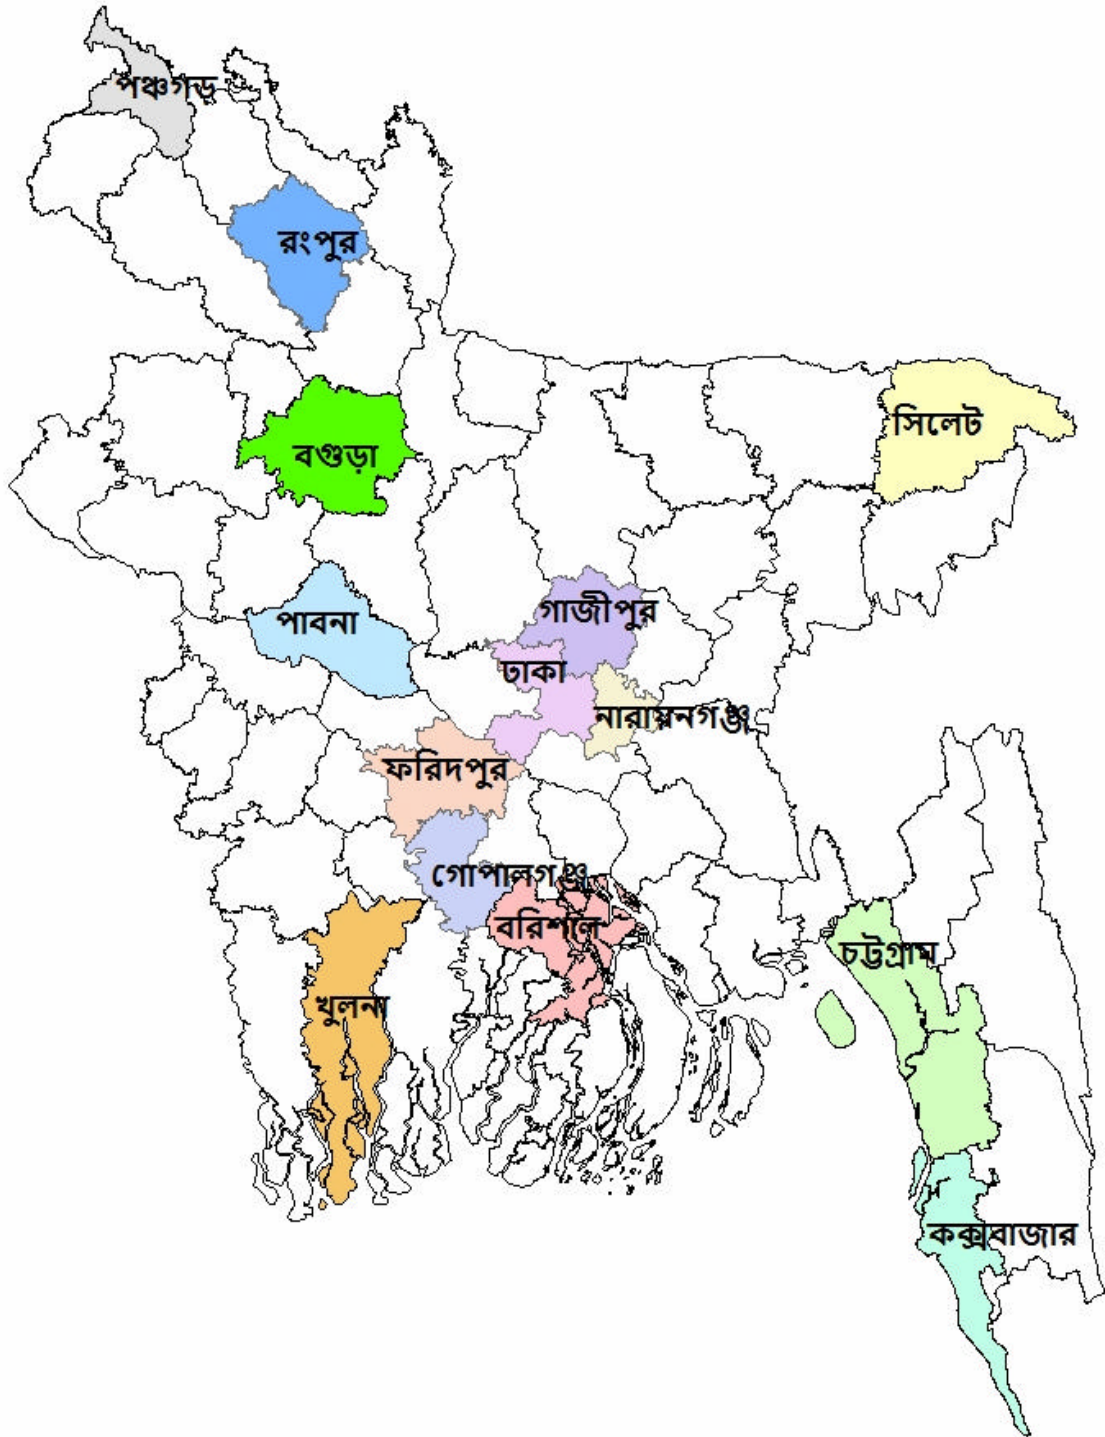 পঞ্চগড়
রংপুর
সিলেট
বগুড়া
গাজীপুর
পাবনা
ঢাকা
নারায়নগঞ্জ
ফরিদপুর
গোপালগঞ্জ
বরিশাল
চট্টগ্রাম
খুলনা
কক্সবাজার